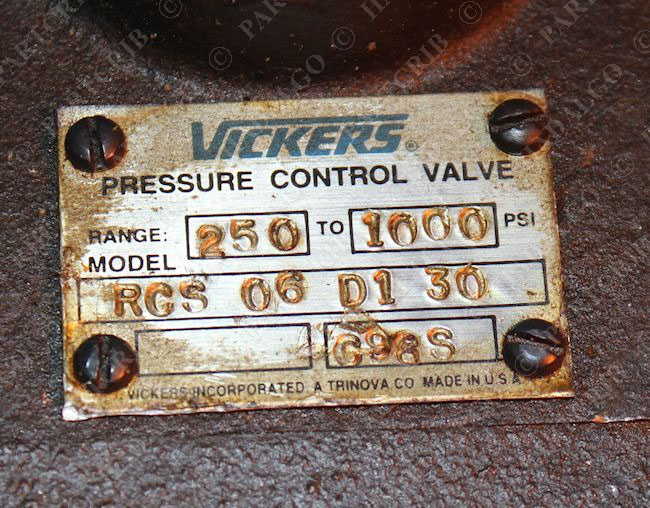 VICKERS®
PRESSURE CONTROL VALVE
RANGE: 250 TO 1000 PSI
MODEL
RCS 06 D1 30
G98S
VICKERS INCORPORATED A TRINOVA CO MADE IN U.S.A.